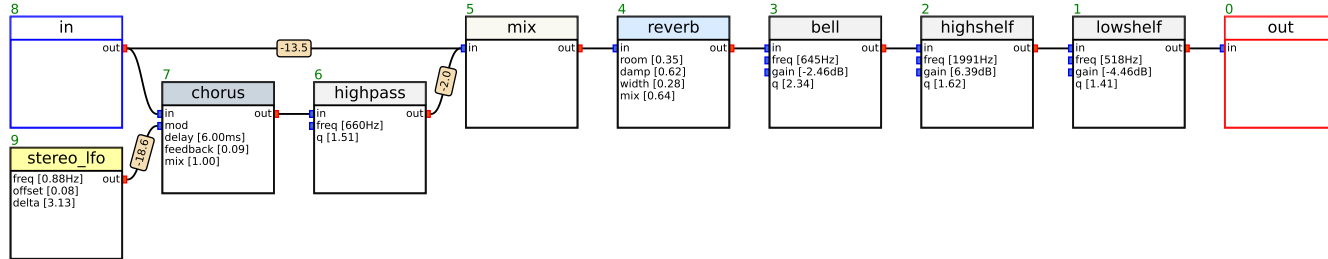 8
in
out
-13.5
9
stereo_lfo
freq [0.88Hz] out
offset [0.08]
delta [3.13]
-18.6
7
chorus
in out
mod
delay [6.00ms]
feedback [0.09]
mix [1.00]
6
highpass
in out
freq [660Hz]
q [1.51]
-2.0
5
mix
in out
4
reverb
in out
room [0.35]
damp [0.62]
width [0.28]
mix [0.64]
3
bell
in out
freq [645Hz]
gain [-2.46dB]
q [2.34]
2
highshelf
in out
freq [1991Hz]
gain [6.39dB]
q [1.62]
1
lowshelf
in out
freq [518Hz]
gain [-4.46dB]
q [1.41]
0
out
in